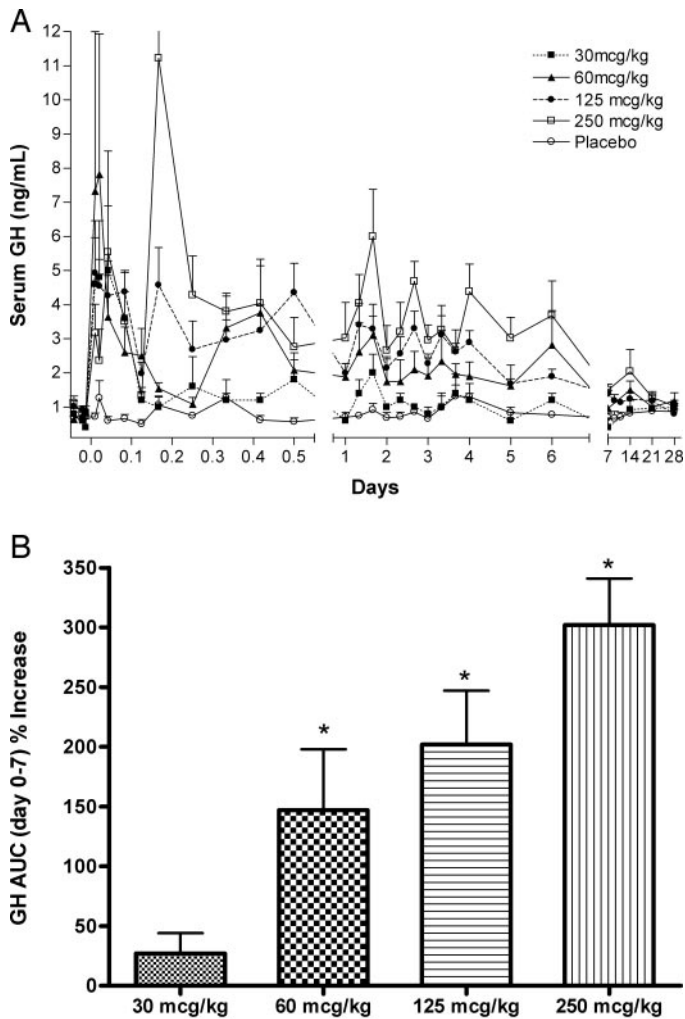 A
Serum GH (ng/mL)
12
11
10
9
8
7
6
5
4
3
2
1
30mcg/kg
60mcg/kg
125 mcg/kg
250 mcg/kg
Placebo
0.0 0.1 0.2 0.3 0.4 0.5 1 2 3 4 5 6 7 14 21 28
Days
B
GH AUC (day 0-7) % Increase
350
300
250
200
150
100
50
0
* * *
30 mcg/kg 60 mcg/kg 125 mcg/kg 250 mcg/kg